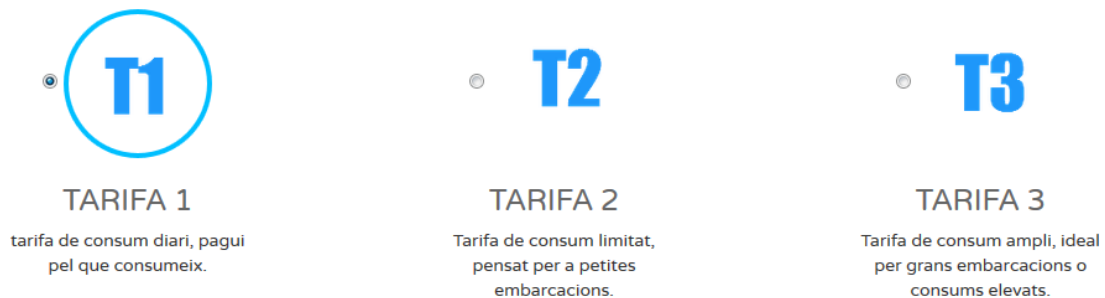 T1
T2
T3
TARIFA 1
TARIFA 2
TARIFA 3
tarifa de consum diari, pagui
pel que consumeix.
Tarifa de consum limitat,
pensat per a petites
embarcacions.
Tarifa de consum ampli, ideal
per grans embarcacions o
consums elevats.